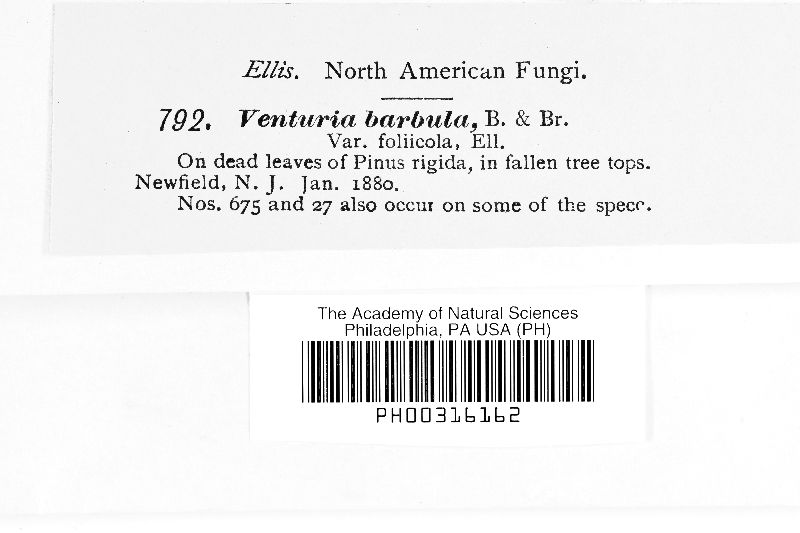 Ellis. North American Fungi.
792. Venturia barbula, B. & Br.
Var. foliicola, Ell.
On dead leaves of Pinus rigida, in fallen tree tops.
Newfield, N. J. Jan. 1880.
Nos. 675 and 27 also occur on some of the specc.
The Academy of Natural Sciences
Philadelphia, PA USA (PH)
PH00316162